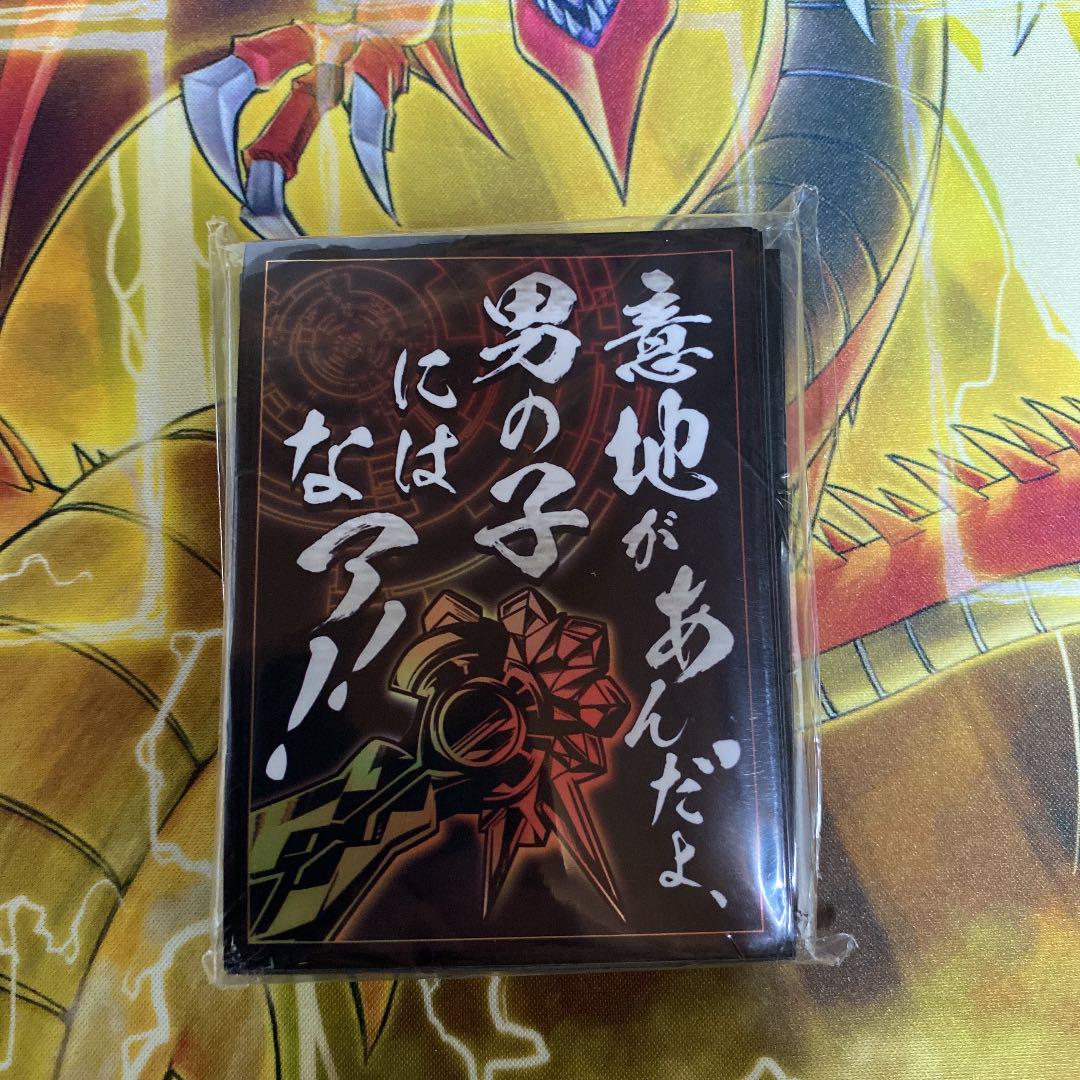 意地があんだよ、
男の子
には
なァ!